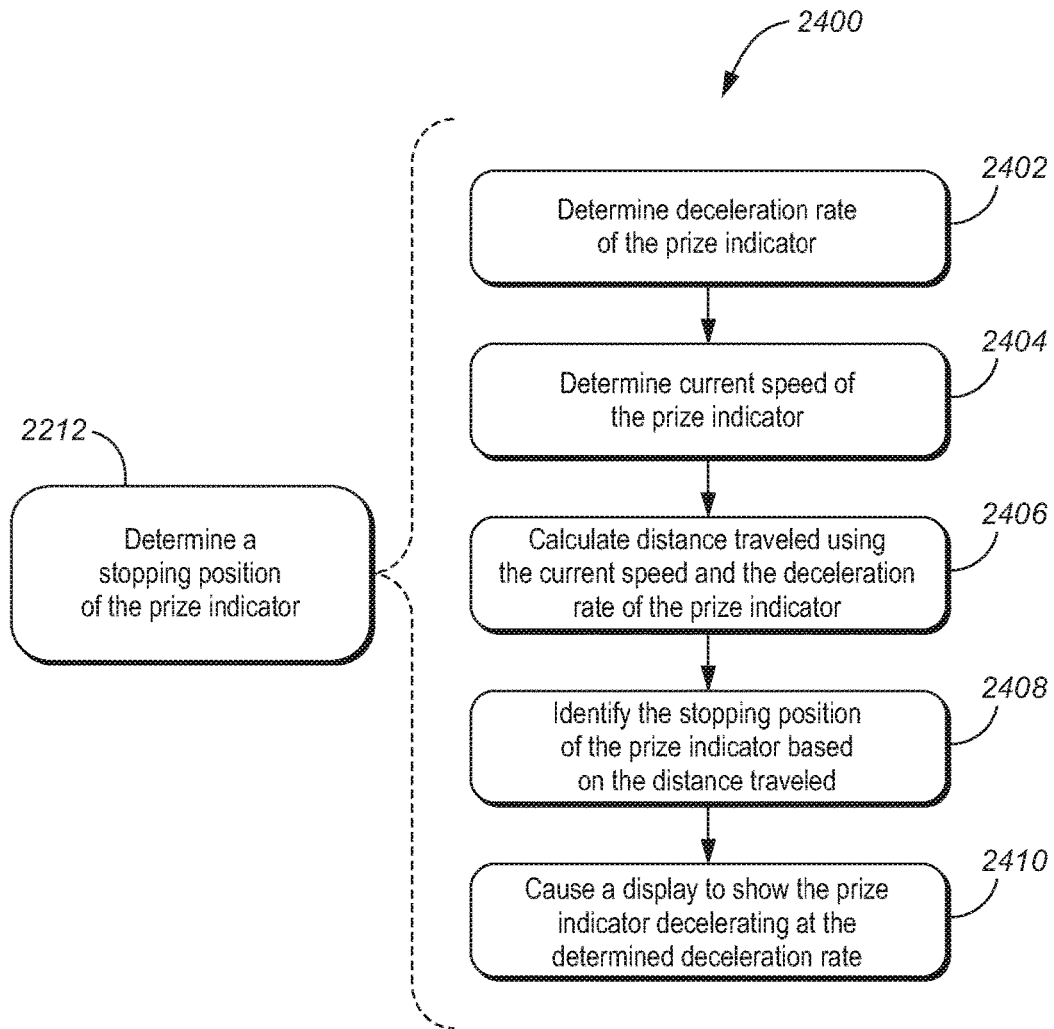 2400
2402
Determine deceleration rate
of the prize indicator
2404
Determine current speed of
the prize indicator
2212
Determine a
stopping position
of the prize indicator
2406
Calculate distance traveled using
the current speed and the deceleration
rate of the prize indicator
2408
Identify the stopping position
of the prize indicator based
on the distance traveled
2410
Cause a display to show the prize
indicator decelerating at the
determined deceleration rate